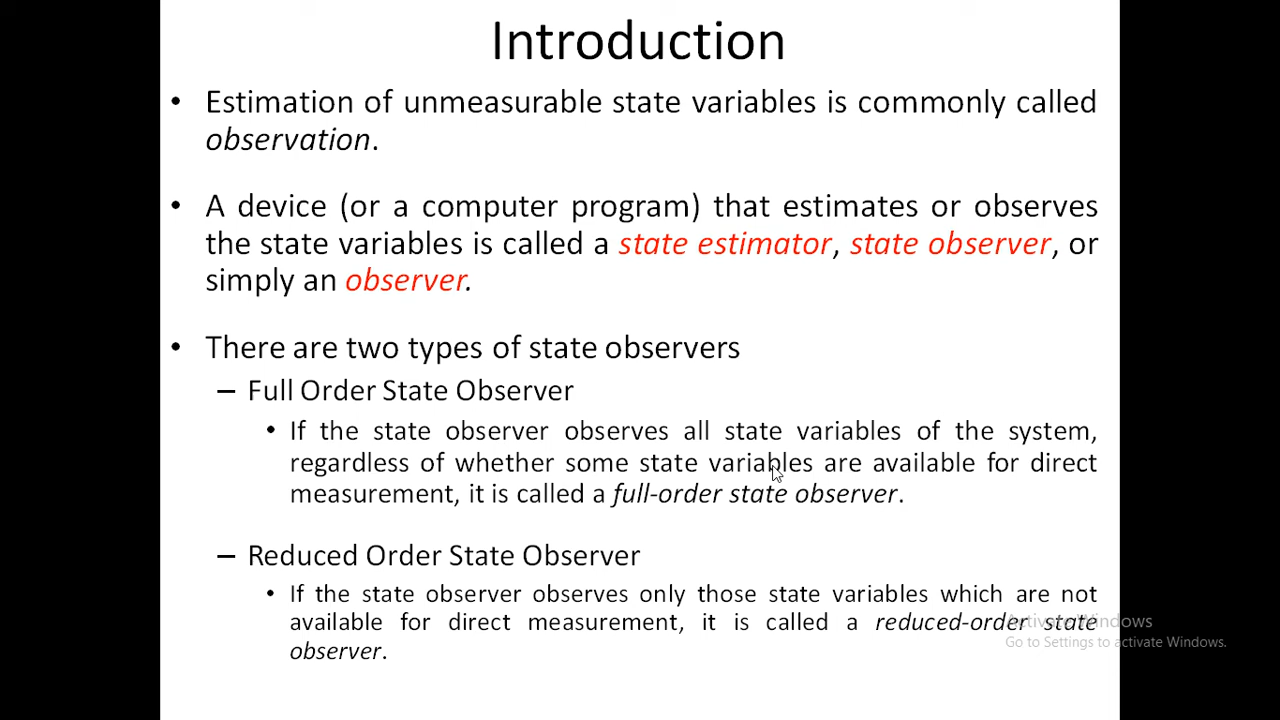 Introduction
• Estimation of unmeasurable state variables is commonly called
observation.
• A device (or a computer program) that estimates or observes
the state variables is called a state estimator, state observer, or
simply an observer.
• There are two types of state observers
– Full Order State Observer
• If the state observer observes all state variables of the system,
regardless of whether some state variables are available for direct
measurement, it is called a full-order state observer.
– Reduced Order State Observer
• If the state observer observes only those state variables which are not
available for direct measurement, it is called a reduced-order state
observer.
Activate Windows
Go to Settings to activate Windows.